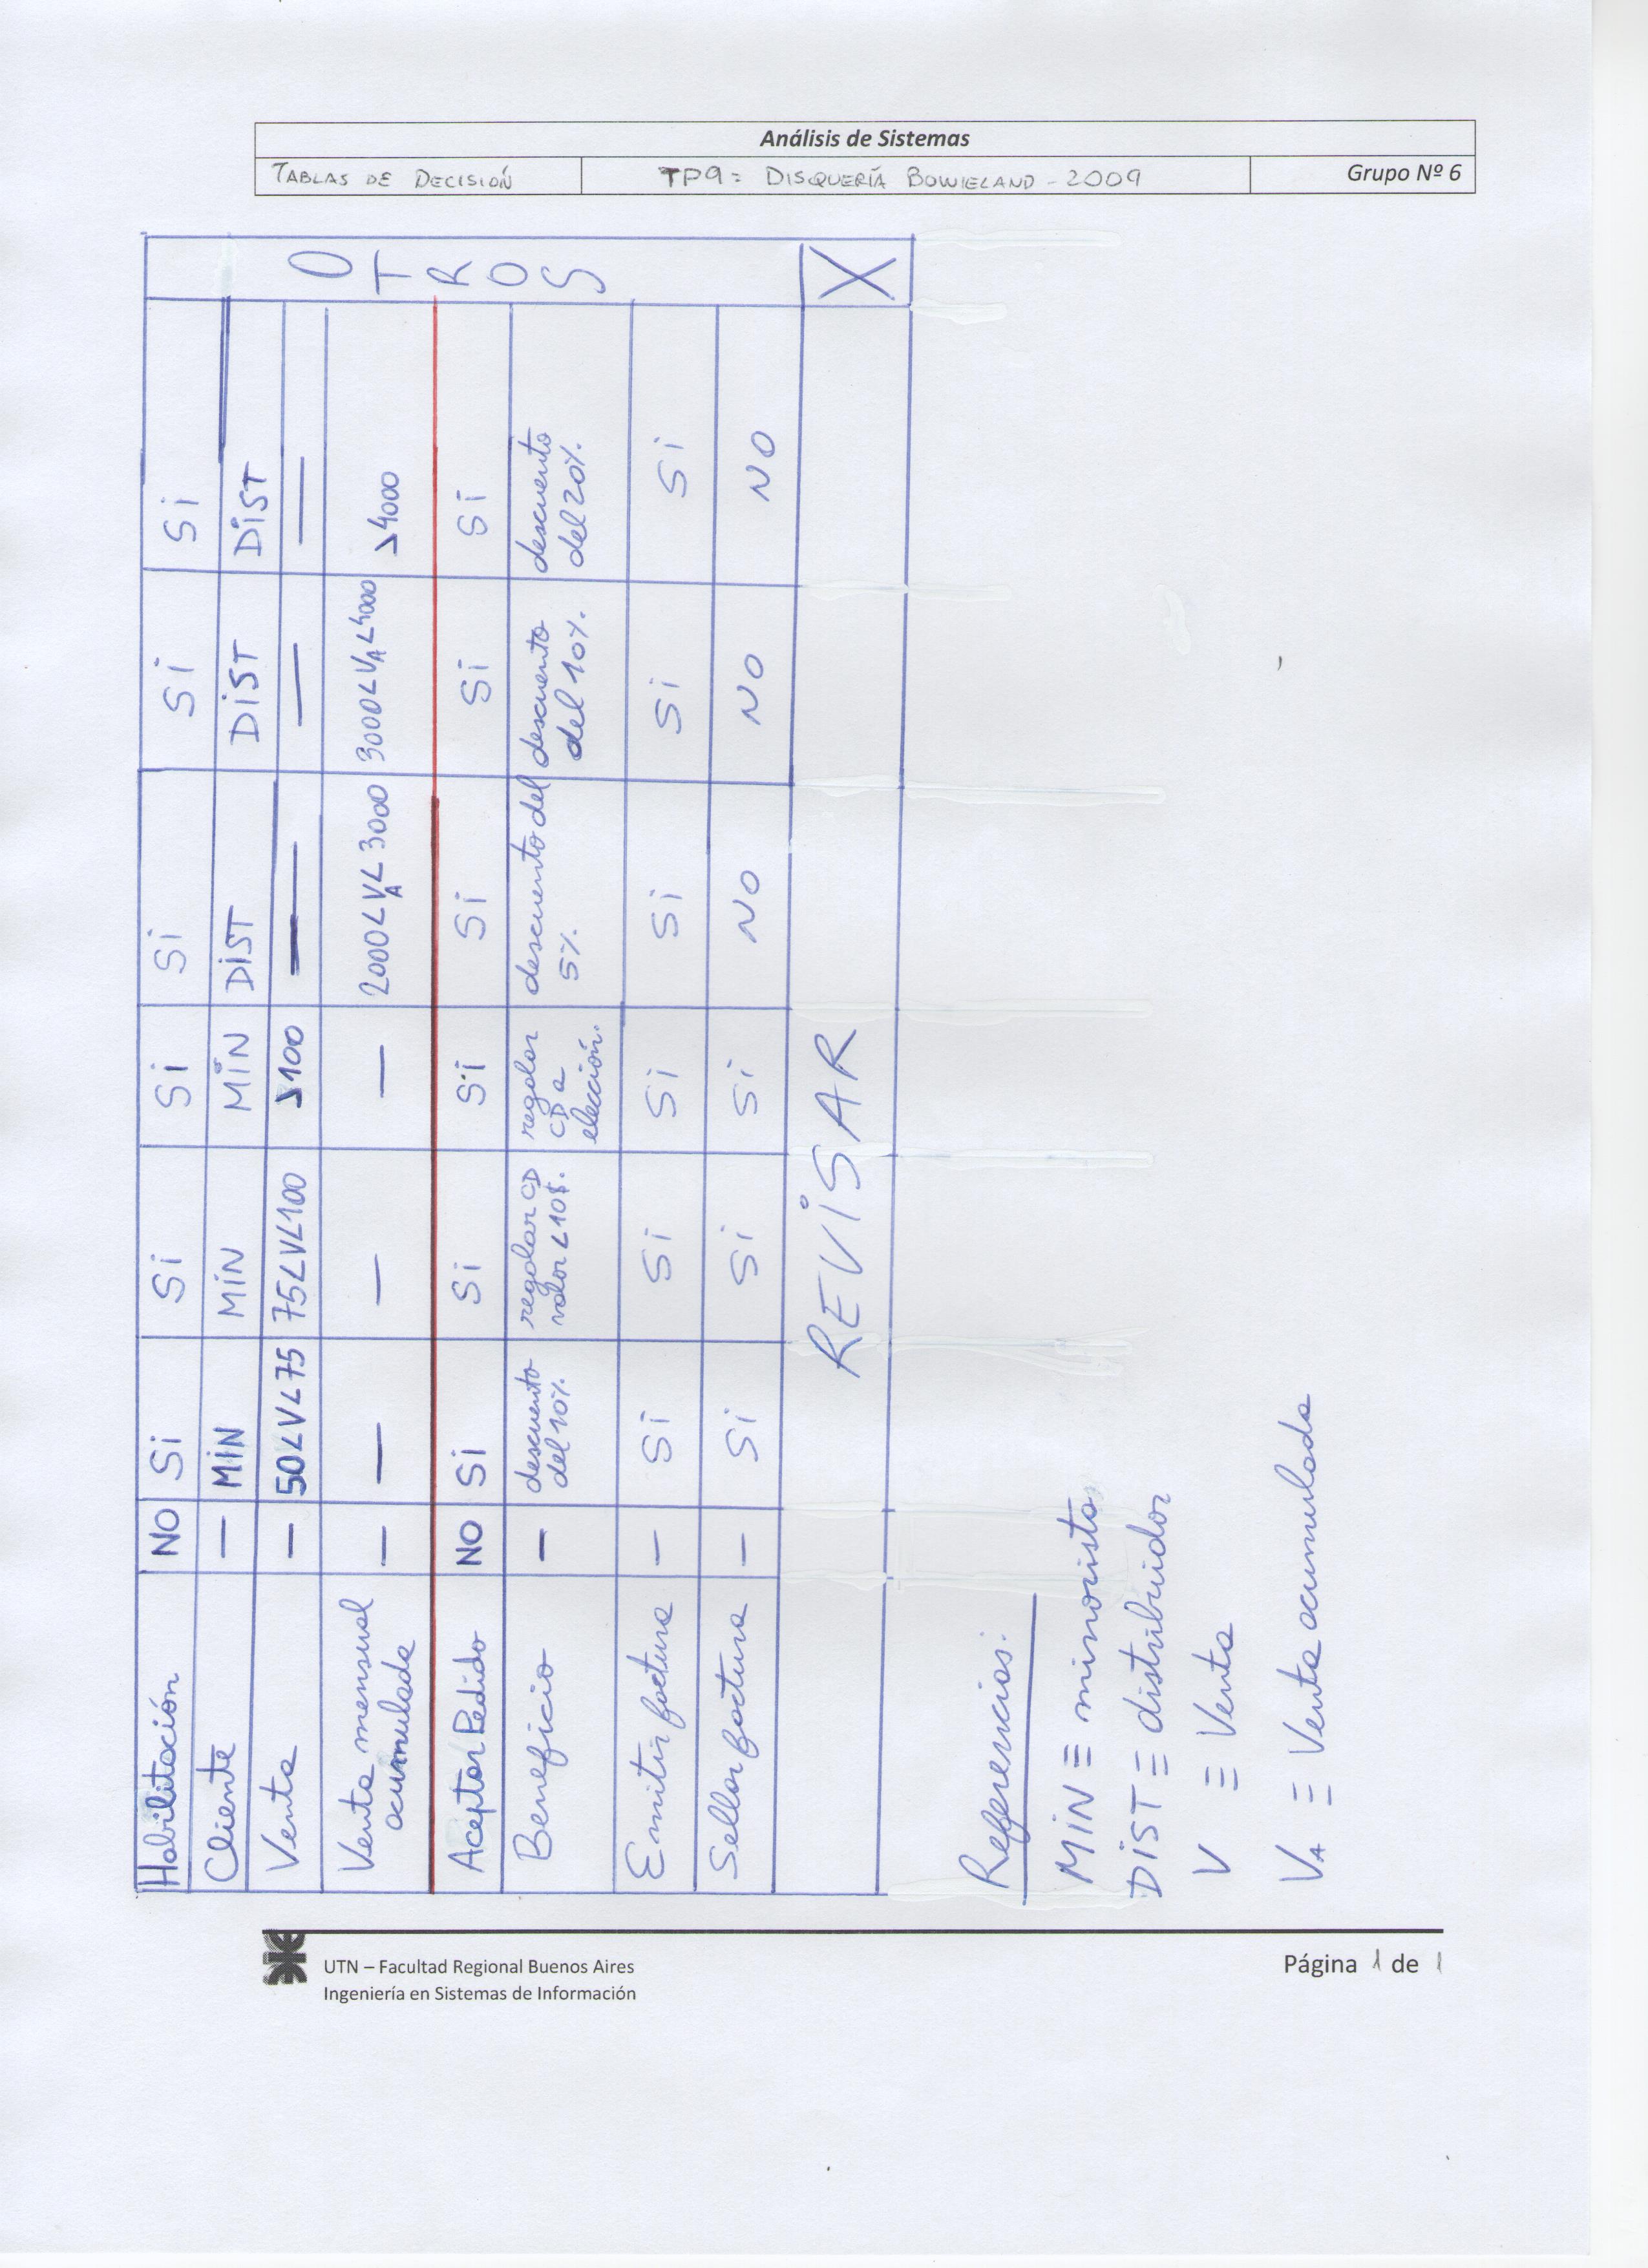 Análisis de Sistemas
TABLAS DE DECISIÓN TP9: DISQUERÍA BOWIELAND - 2009 Grupo Nº 6
Habilitación NO Si Si Si Si Si Si
Cliente — MiN MiN MiN DiST DiST DiST
Venta — 50<V<75 75<V<100 >100 — — —
Venta mensual acumulada — — — — 2000<VA<3000 3000<VA<4000 >4000
Aceptar Pedido NO Si Si Si Si Si Si
Beneficio — descuento del 10%. regalar CD valor <10$. regalar CD a elección. descuento del 5%. descuento del 10%. descuento del 20%.
Emitir factura — Si Si Si Si Si Si
Sellar factura — Si Si Si NO NO NO
REVISAR X
OTROS
Referencias:
MiN ≡ minorista
DiST ≡ distribuidor
V ≡ Venta
VA ≡ Venta acumulada
UTN – Facultad Regional Buenos Aires
Ingeniería en Sistemas de Información
Página 1 de 1